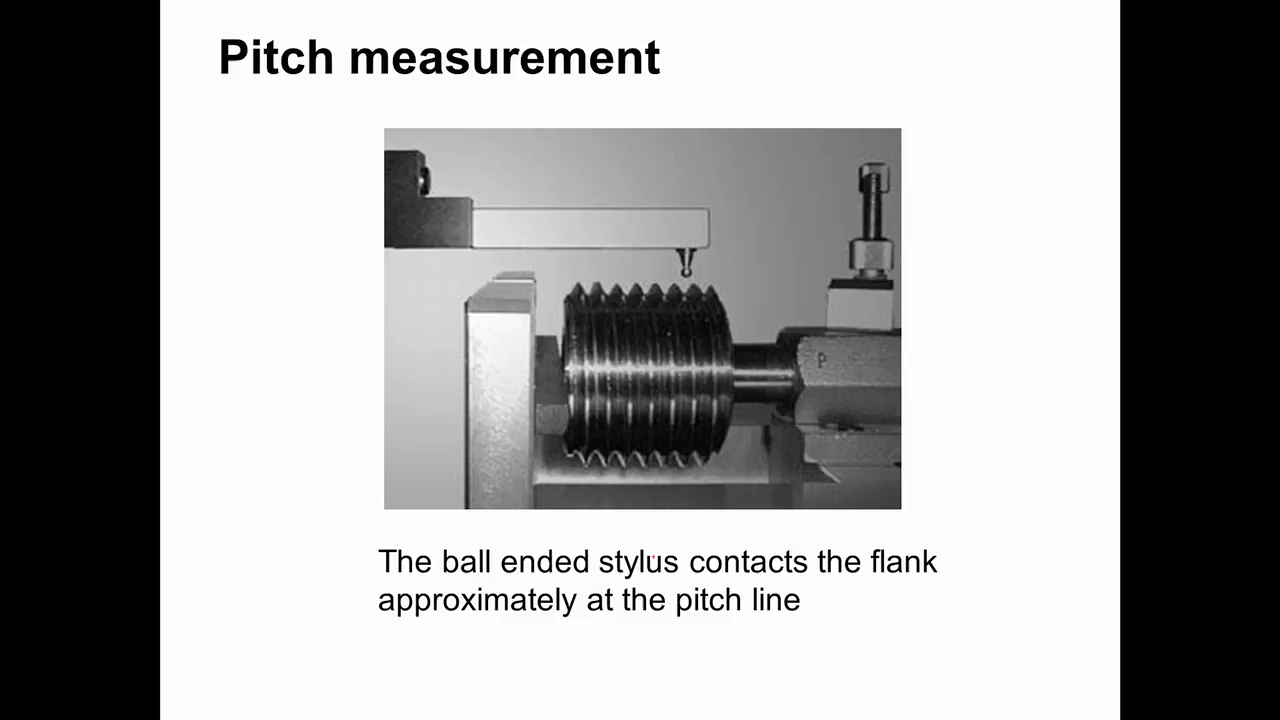 Pitch measurement
P
The ball ended stylus contacts the flank
approximately at the pitch line